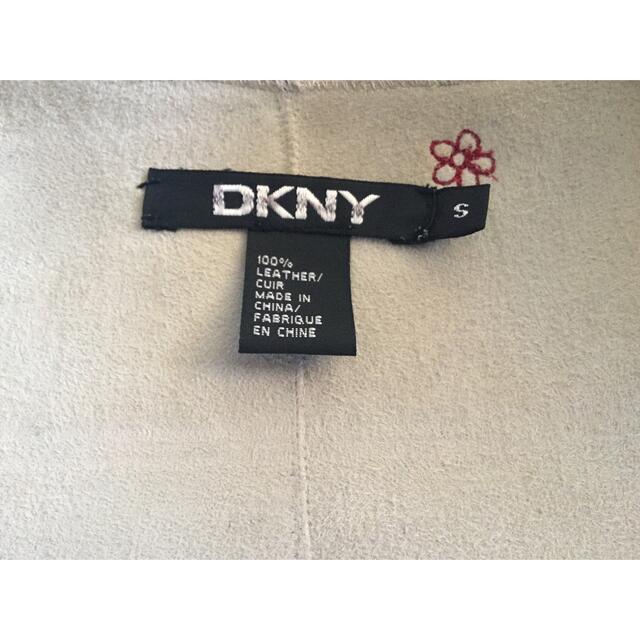 DKNY
S
100%
LEATHER/
CUIR
MADE IN
CHINA/
FABRIQUE
EN CHINE